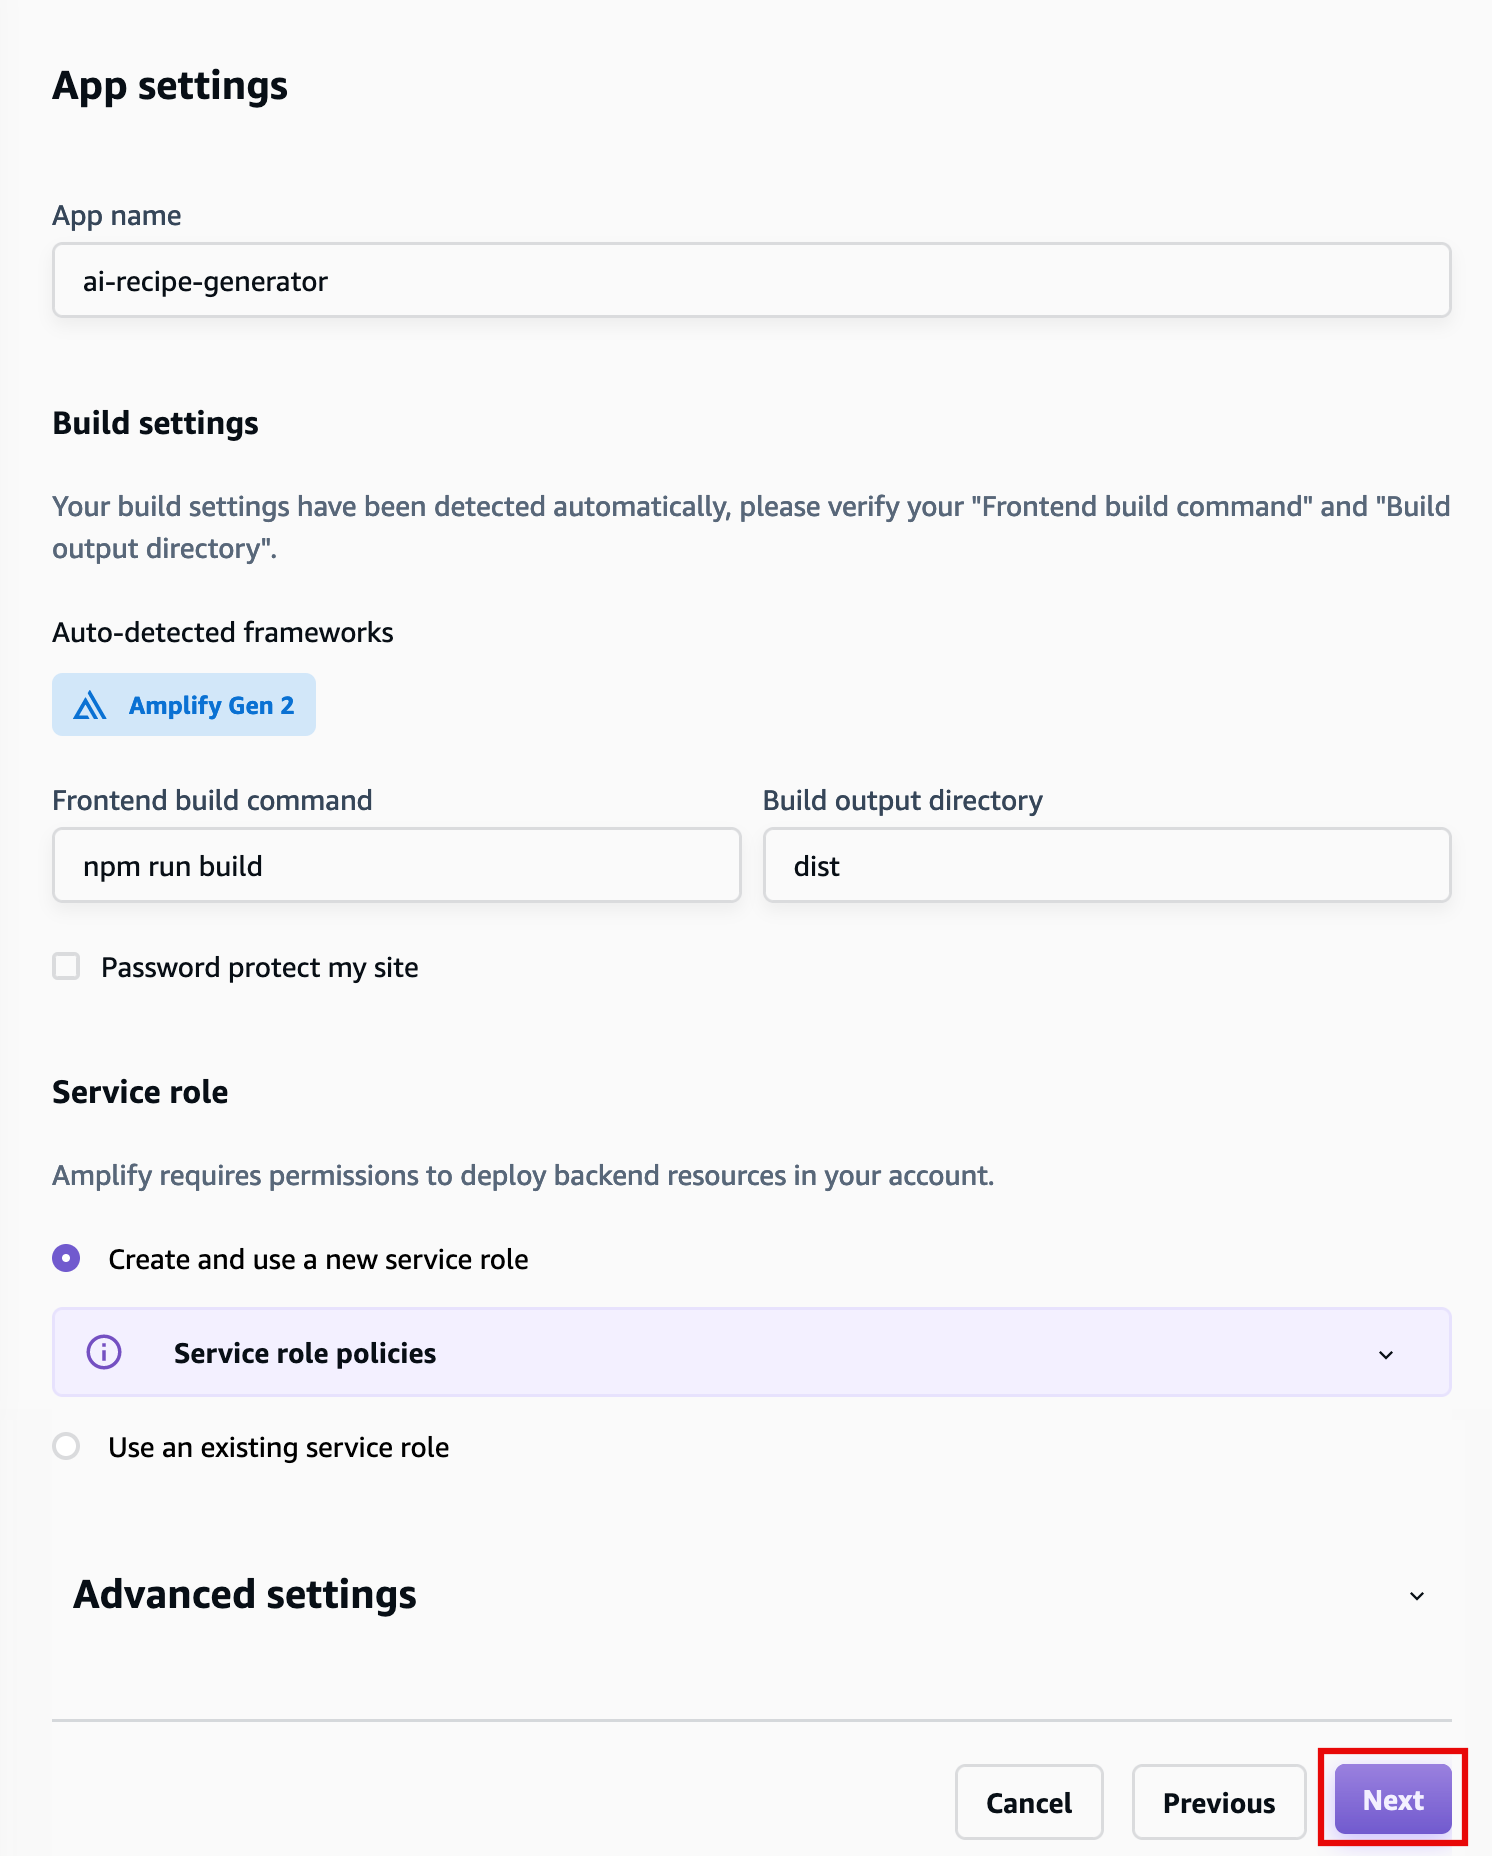 App settings
App name
ai-recipe-generator
Build settings
Your build settings have been detected automatically, please verify your "Frontend build command" and "Build
output directory".
Auto-detected frameworks
Amplify Gen 2
Frontend build command
Build output directory
npm run build
dist
Password protect my site
Service role
Amplify requires permissions to deploy backend resources in your account.
Create and use a new service role
Service role policies
Use an existing service role
Advanced settings
Cancel
Previous
Next